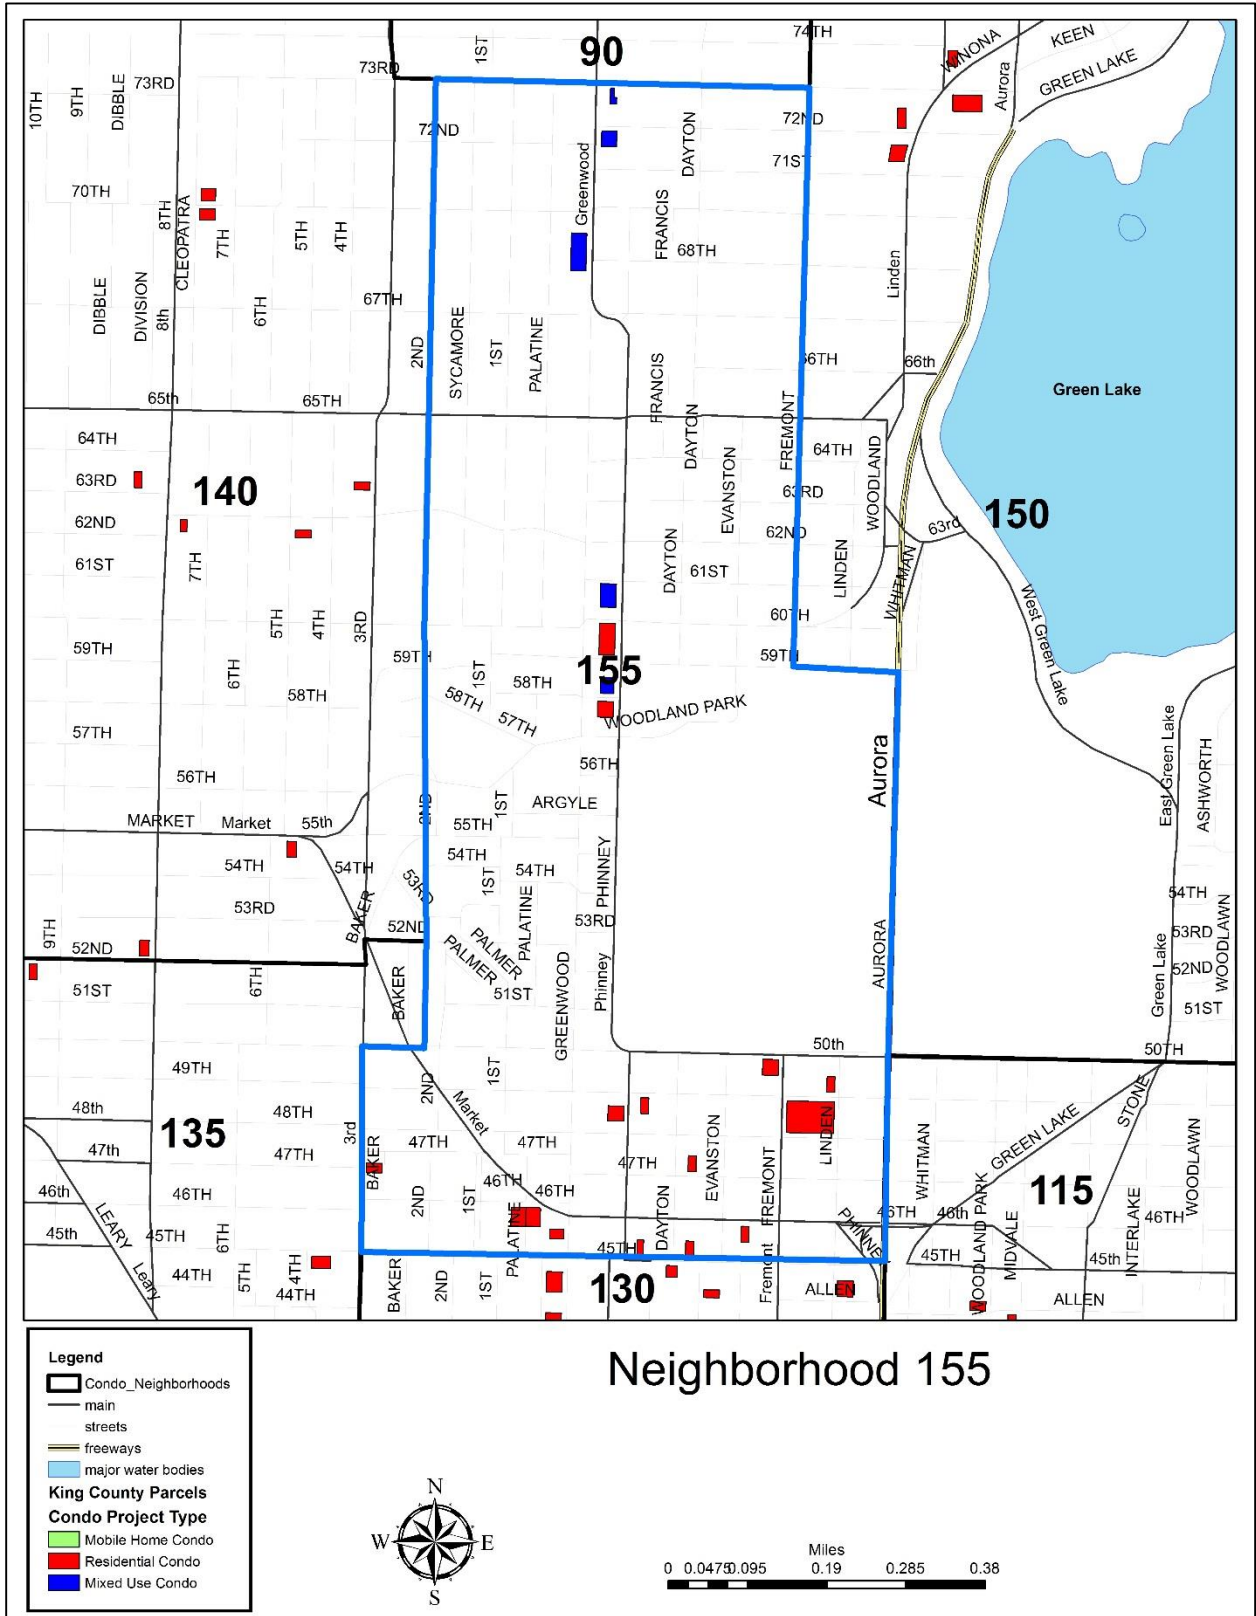 74TH
1ST
90
WINONA
KEEN
GREEN LAKE
Aurora
73RD
73RD
10TH
9TH
DIBBLE
72ND
DAYTON
72ND
71ST
70TH
8TH
CLEOPATRA
7TH
5TH
4TH
Greenwood
FRANCIS
68TH
Linden
DIBBLE
DIVISION
8th
6TH
67TH
2ND
SYCAMORE
1ST
PALATINE
FRANCIS
66TH
66th
Green Lake
65th
65TH
64TH
DAYTON
EVANSTON
FREMONT
64TH
WOODLAND
63RD
140
63RD
150
62ND
62ND
63rd
61ST
7TH
DAYTON
61ST
LINDEN
WHITMAN
5TH
4TH
3RD
60TH
West Green Lake
59TH
59TH
155
59TH
6TH
58TH
1ST
58TH
58TH
57TH
WOODLAND PARK
57TH
56TH
56TH
Aurora
East Green Lake
ASHWORTH
MARKET
Market
55th
2ND
1ST
ARGYLE
55TH
54TH
54TH
54TH
54TH
53RD
1ST
PALATINE
PHINNEY
54TH
53RD
BAKER
52ND
53RD
53RD
WOODLAWN
9TH
52ND
PALMER
PALMER
AURORA
52ND
51ST
6TH
BAKER
51ST
GREENWOOD
Phinney
Green Lake
51ST
50th
50TH
49TH
1ST
2ND
Market
48th
135
48TH
3rd
STONE
47th
47TH
BAKER
47TH
47TH
47TH
EVANSTON
LINDEN
GREEN LAKE
WOODLAWN
46th
46TH
2ND
1ST
46TH
46TH
FREMONT
WHITMAN
115
45th
LEARY
45TH
6TH
PALATINE
45TH
DAYTON
PHINNE
46TH
46th
WOODLAND PARK
MIDVALE
INTERLAKE
46TH
45TH
45th
Leary
44TH
5TH
4TH
44TH
BAKER
2ND
1ST
130
Fremont
ALLEN
ALLEN
Neighborhood 155
Legend
Condo_Neighborhoods
main
streets
freeways
major water bodies
King County Parcels
Condo Project Type
Mobile Home Condo
Residential Condo
Mixed Use Condo
N
W
E
S
Miles
0 0.0475 0.095 0.19 0.285 0.38